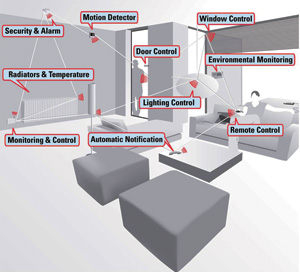 Motion Detector
Window Control
Security & Alarm
Door Control
Environmental Monitoring
Radiators & Temperature
Lighting Control
Monitoring & Control
Automatic Notification
Remote Control